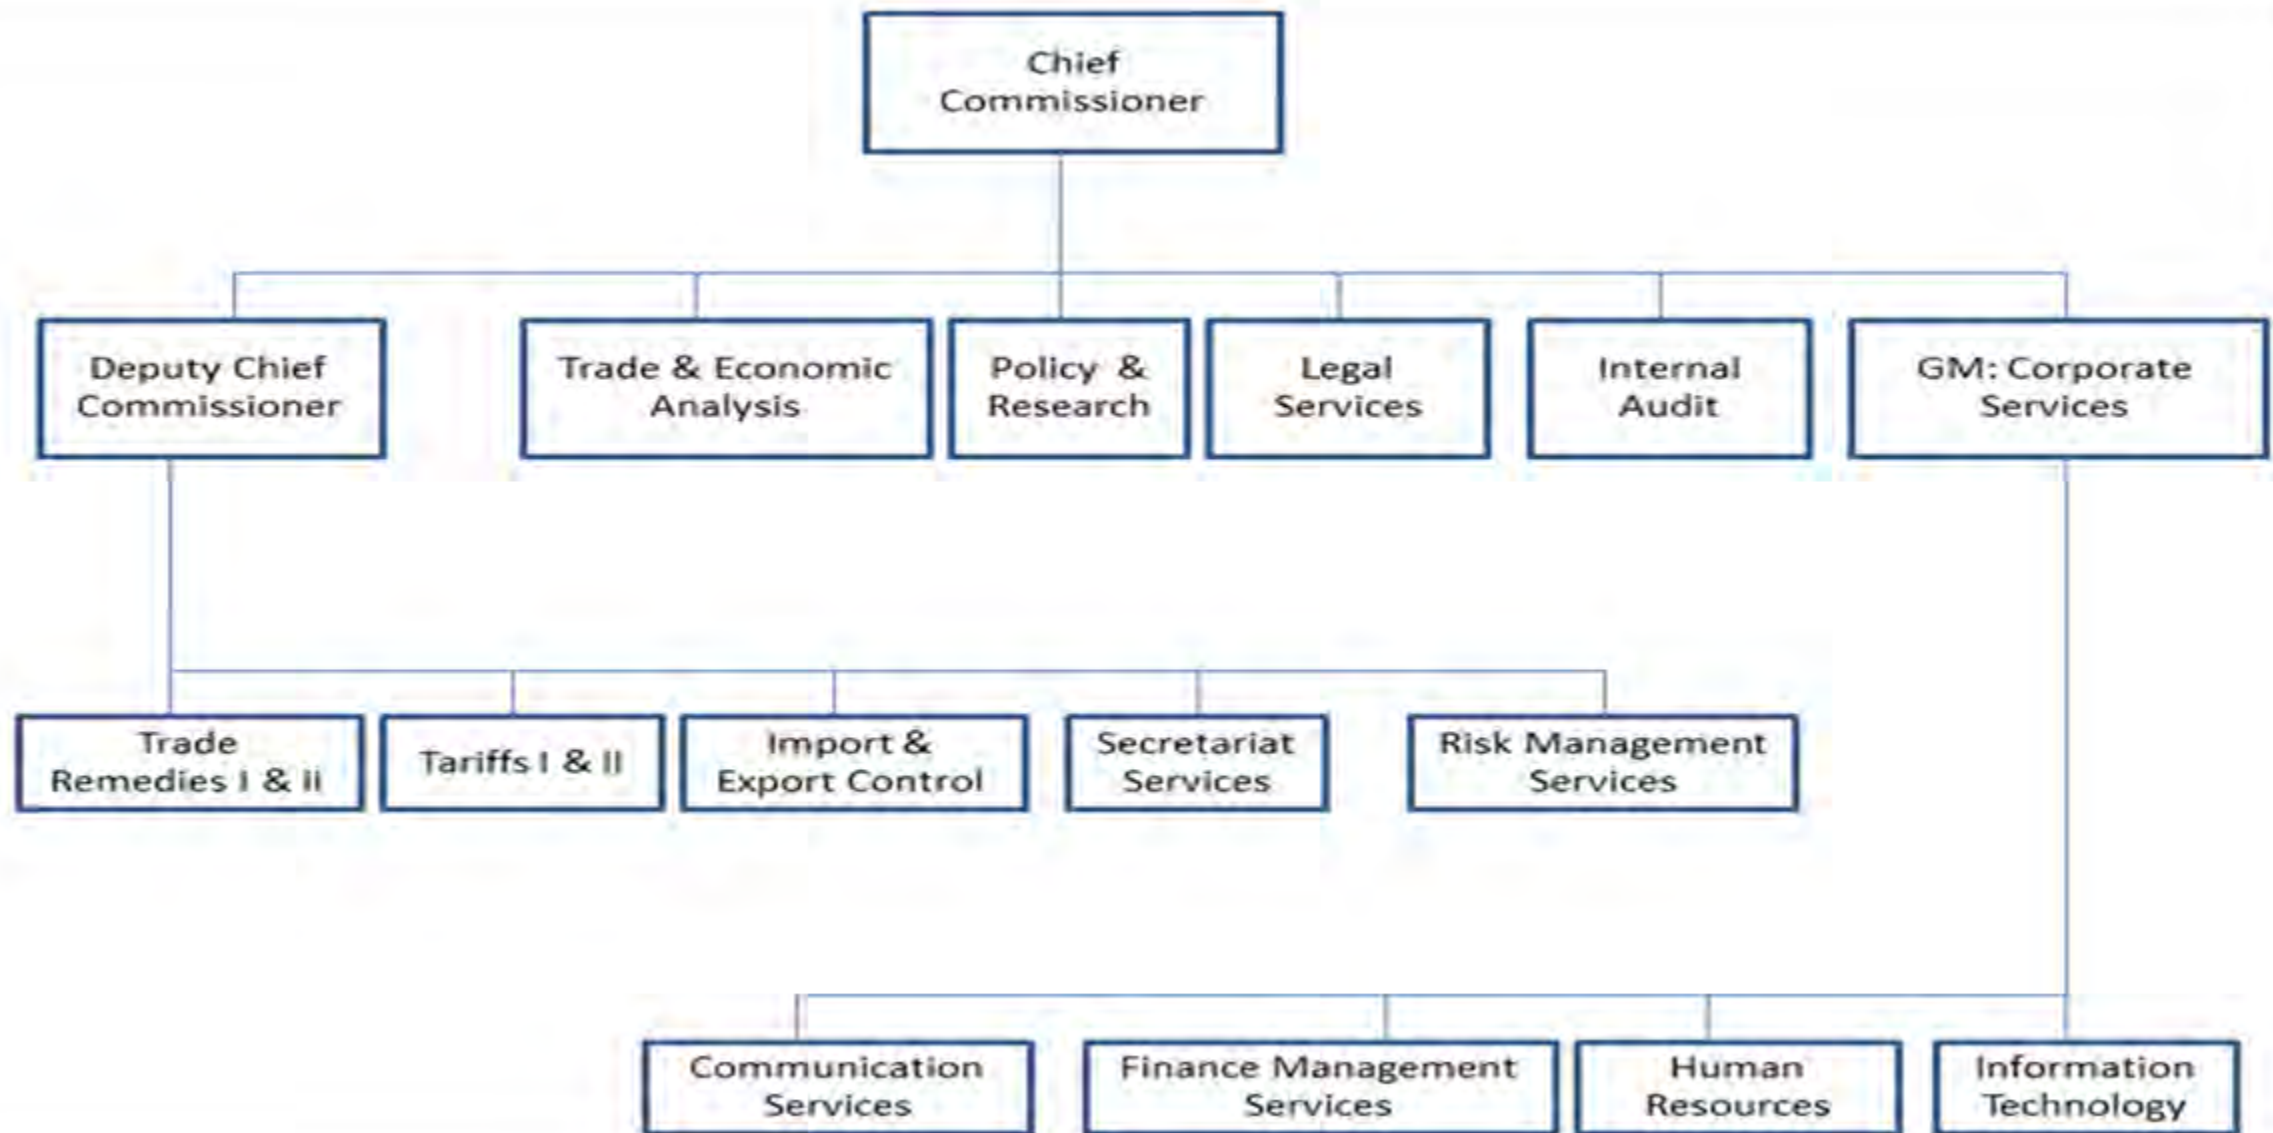 Chief
Commissioner
Deputy Chief
Commissioner
Trade & Economic
Analysis
Policy &
Research
Legal
Services
Internal
Audit
GM: Corporate
Services
Trade
Remedies I & ii
Tariffs I & II
Import &
Export Control
Secretariat
Services
Risk Management
Services
Communication
Services
Finance Management
Services
Human
Resources
Information
Technology